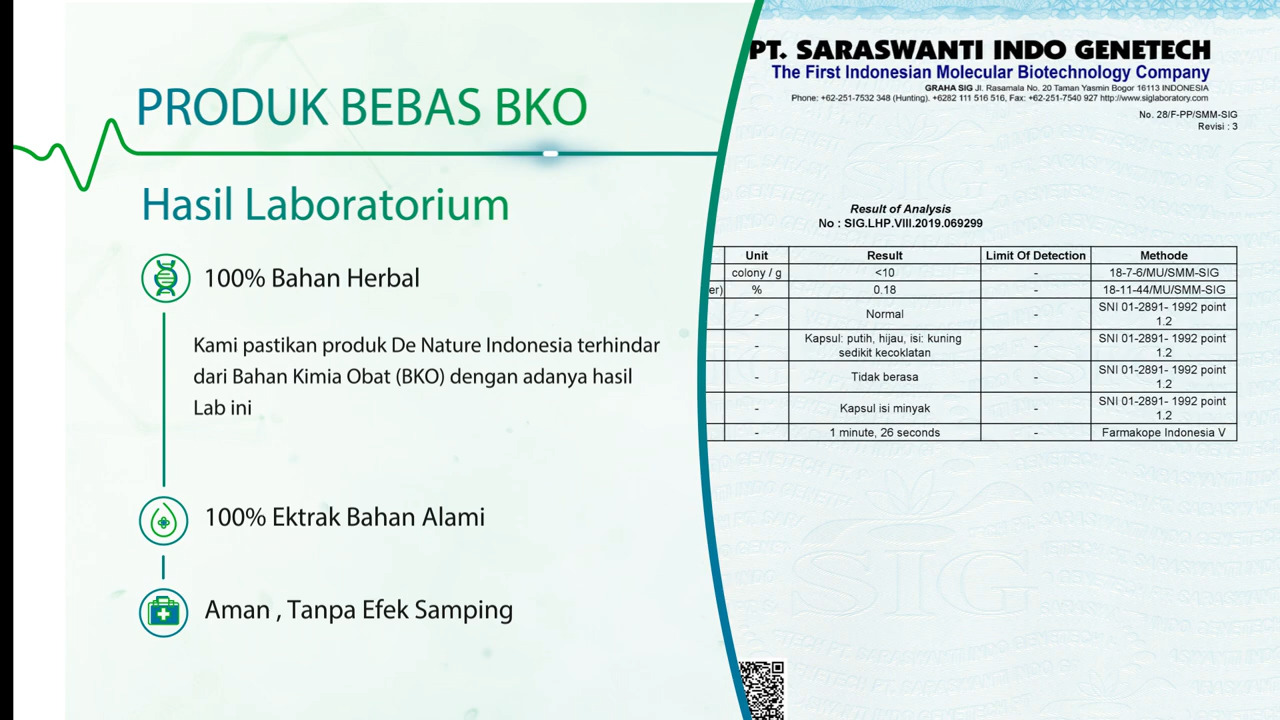 PRODUK BEBAS BKO
Hasil Laboratorium
100% Bahan Herbal
Kami pastikan produk De Nature Indonesia terhindar
dari Bahan Kimia Obat (BKO) dengan adanya hasil
Lab ini
100% Ektrak Bahan Alami
Aman , Tanpa Efek Samping
PT. SARASWANTI INDO GENETECH
The First Indonesian Molecular Biotechnology Company
GRAHA SIG Jl. Rasamala No. 20 Taman Yasmin Bogor 16113 INDONESIA
Phone: +62-251-7532 348 (Hunting). +6282 111 516 516, Fax: +62-251-7540 927 http://www.siglaboratory.com
No. 28/F-PP/SMM-SIG
Revisi : 3
Result of Analysis
No : SIG.LHP.VIII.2019.069299
Unit Result Limit Of Detection Methode
colony / g <10 - 18-7-6/MU/SMM-SIG
er) % 0.18 - 18-11-44/MU/SMM-SIG
- Normal - SNI 01-2891- 1992 point
1.2
- Kapsul: putih, hijau, isi: kuning - SNI 01-2891- 1992 point
sedikit kecoklatan 1.2
- Tidak berasa - SNI 01-2891- 1992 point
1.2
- Kapsul isi minyak - SNI 01-2891- 1992 point
1.2
- 1 minute, 26 seconds - Farmakope Indonesia V
SIG